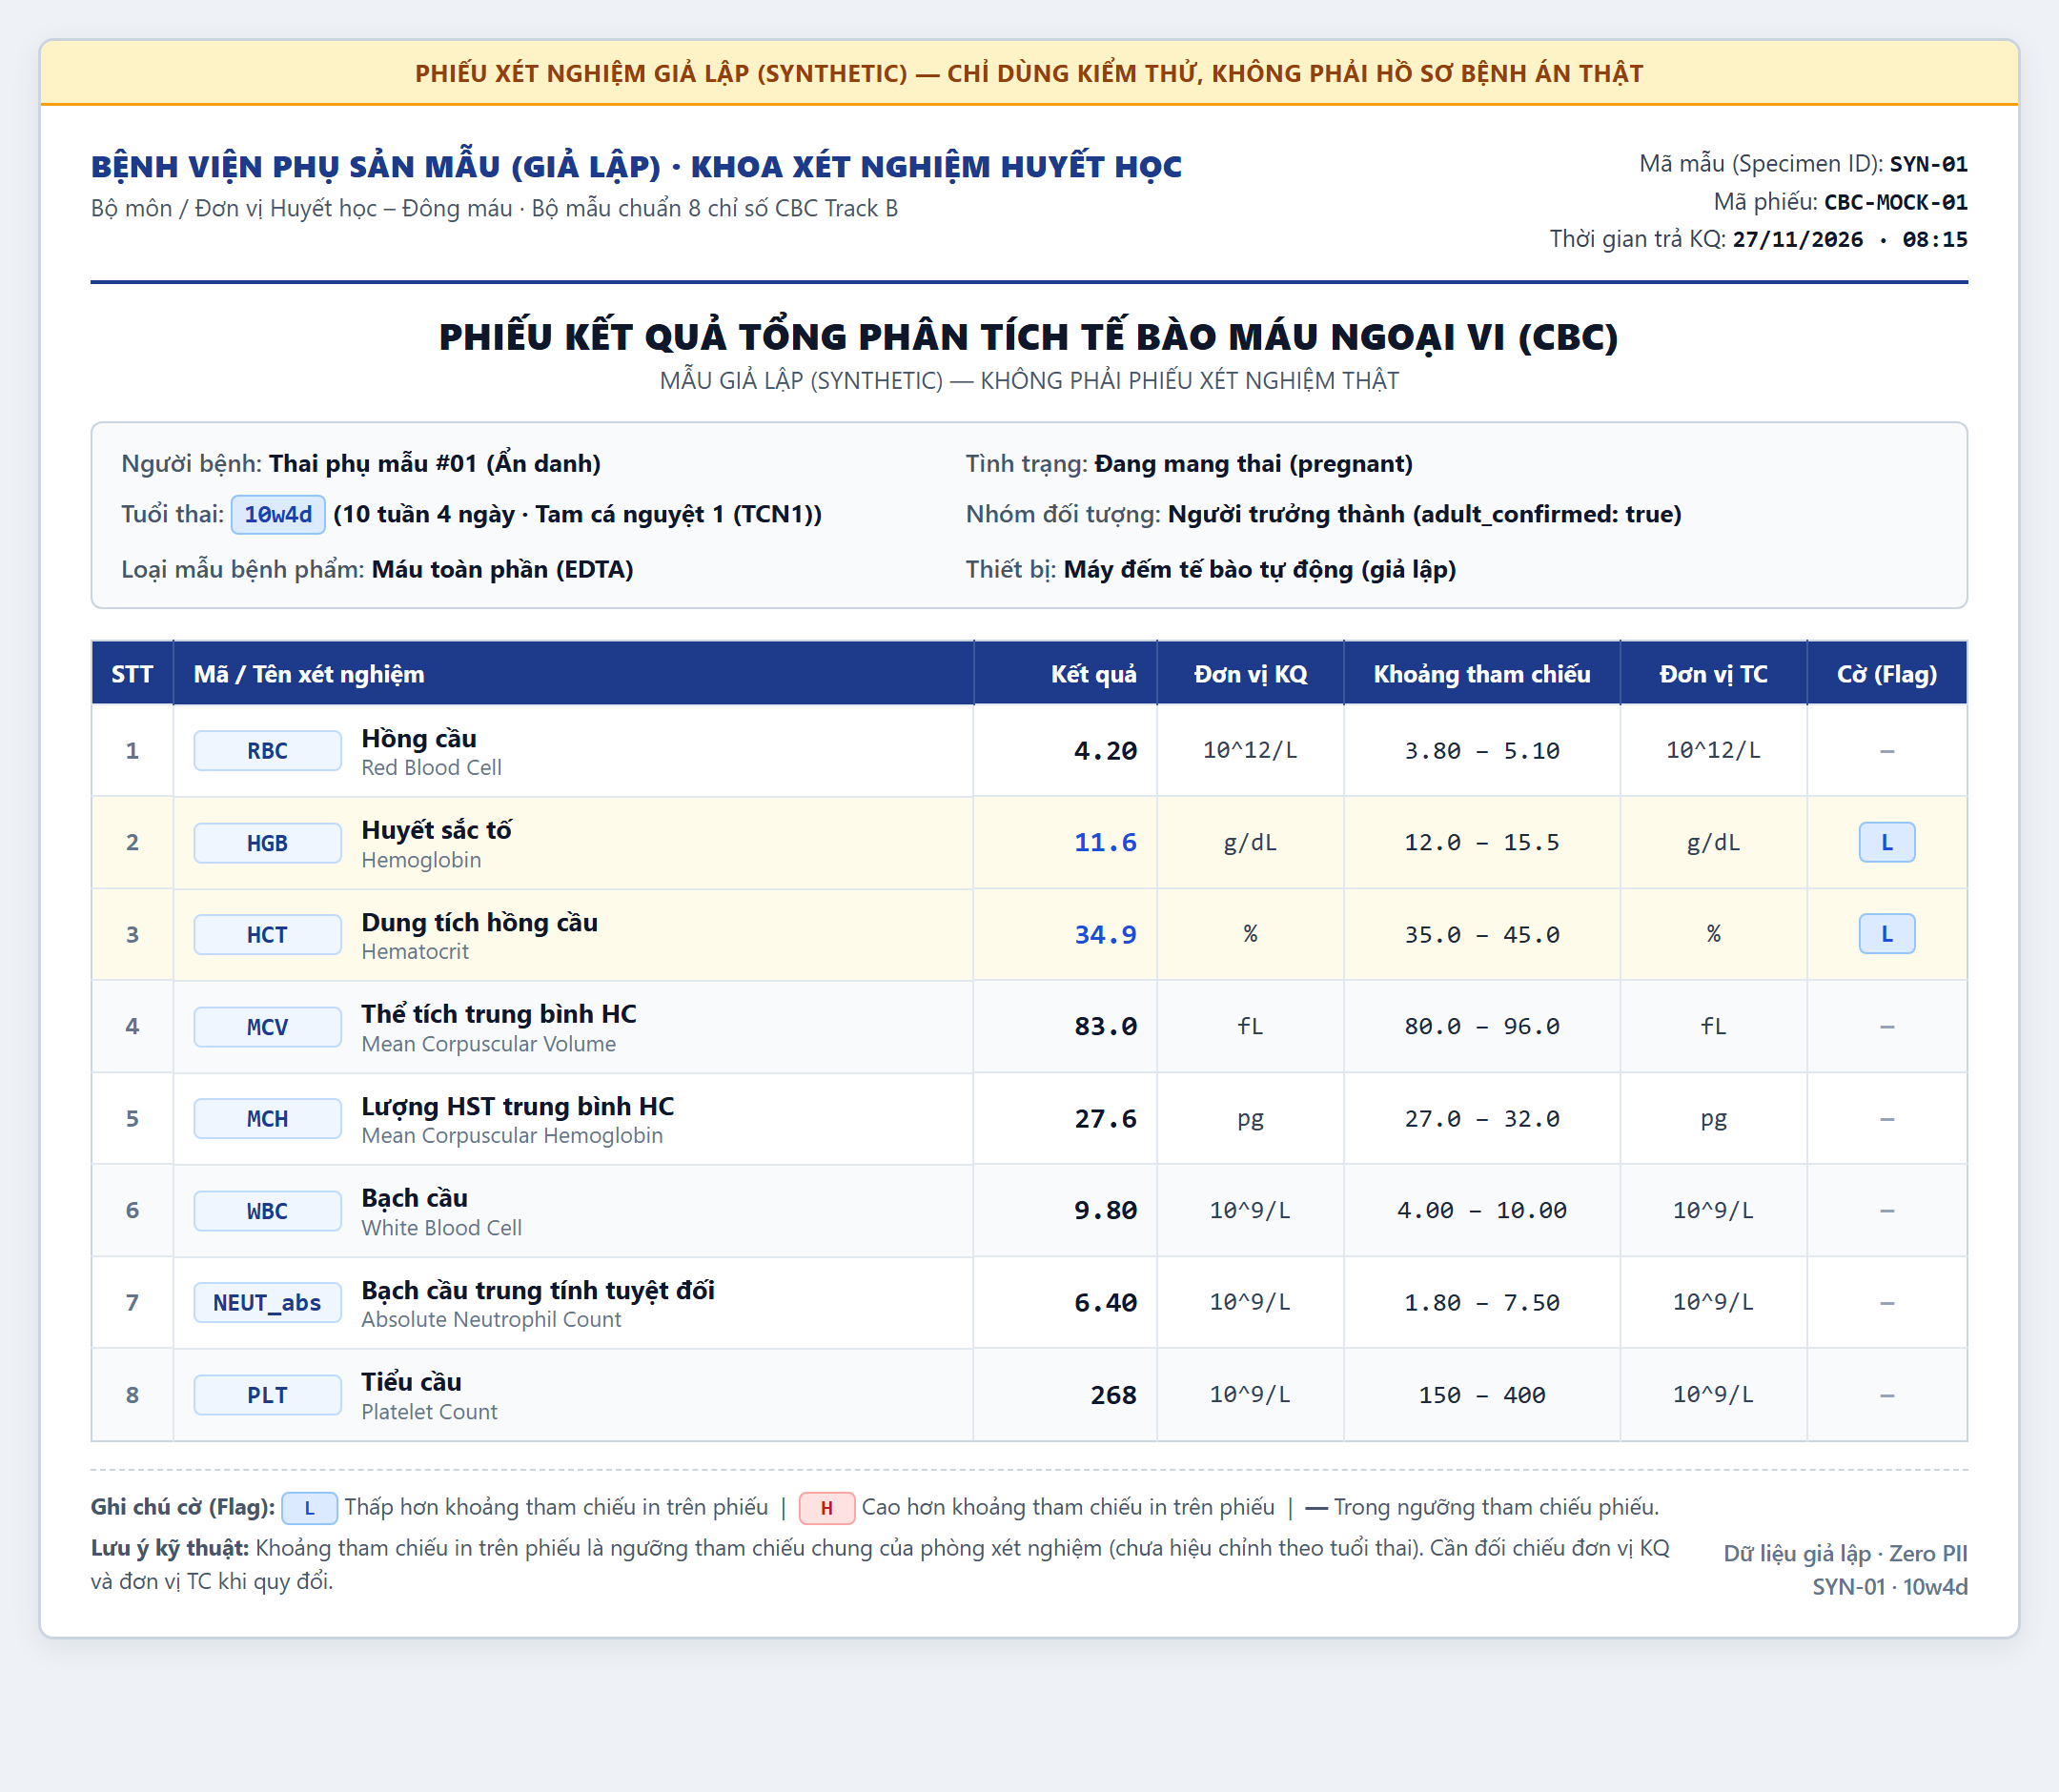 PHIẾU XÉT NGHIỆM GIẢ LẬP (SYNTHETIC) — CHỈ DÙNG KIỂM THỬ, KHÔNG PHẢI HỒ SƠ BỆNH ÁN THẬT
BỆNH VIỆN PHỤ SẢN MẪU (GIẢ LẬP) · KHOA XÉT NGHIỆM HUYẾT HỌC
Bộ môn / Đơn vị Huyết học – Đông máu · Bộ mẫu chuẩn 8 chỉ số CBC Track B
Mã mẫu (Specimen ID): SYN-01
Mã phiếu: CBC-MOCK-01
Thời gian trả KQ: 27/11/2026 · 08:15
PHIẾU KẾT QUẢ TỔNG PHÂN TÍCH TẾ BÀO MÁU NGOẠI VI (CBC)
MẪU GIẢ LẬP (SYNTHETIC) — KHÔNG PHẢI PHIẾU XÉT NGHIỆM THẬT
Người bệnh: Thai phụ mẫu #01 (Ẩn danh) Tình trạng: Đang mang thai (pregnant)
Tuổi thai: 10w4d (10 tuần 4 ngày · Tam cá nguyệt 1 (TCN1)) Nhóm đối tượng: Người trưởng thành (adult_confirmed: true)
Loại mẫu bệnh phẩm: Máu toàn phần (EDTA) Thiết bị: Máy đếm tế bào tự động (giả lập)
STT Mã / Tên xét nghiệm Kết quả Đơn vị KQ Khoảng tham chiếu Đơn vị TC Cờ (Flag)
1 RBC Hồng cầu 4.20 10^12/L 3.80 – 5.10 10^12/L —
Red Blood Cell
2 HGB Huyết sắc tố 11.6 g/dL 12.0 – 15.5 g/dL L
Hemoglobin
3 HCT Dung tích hồng cầu 34.9 % 35.0 – 45.0 % L
Hematocrit
4 MCV Thể tích trung bình HC 83.0 fL 80.0 – 96.0 fL —
Mean Corpuscular Volume
5 MCH Lượng HST trung bình HC 27.6 pg 27.0 – 32.0 pg —
Mean Corpuscular Hemoglobin
6 WBC Bạch cầu 9.80 10^9/L 4.00 – 10.00 10^9/L —
White Blood Cell
7 NEUT_abs Bạch cầu trung tính tuyệt đối 6.40 10^9/L 1.80 – 7.50 10^9/L —
Absolute Neutrophil Count
8 PLT Tiểu cầu 268 10^9/L 150 – 400 10^9/L —
Platelet Count
Ghi chú cờ (Flag): L Thấp hơn khoảng tham chiếu in trên phiếu | H Cao hơn khoảng tham chiếu in trên phiếu | — Trong ngưỡng tham chiếu phiếu.
Lưu ý kỹ thuật: Khoảng tham chiếu in trên phiếu là ngưỡng tham chiếu chung của phòng xét nghiệm (chưa hiệu chỉnh theo tuổi thai). Cần đối chiếu đơn vị KQ
và đơn vị TC khi quy đổi.
Dữ liệu giả lập · Zero PII
SYN-01 · 10w4d